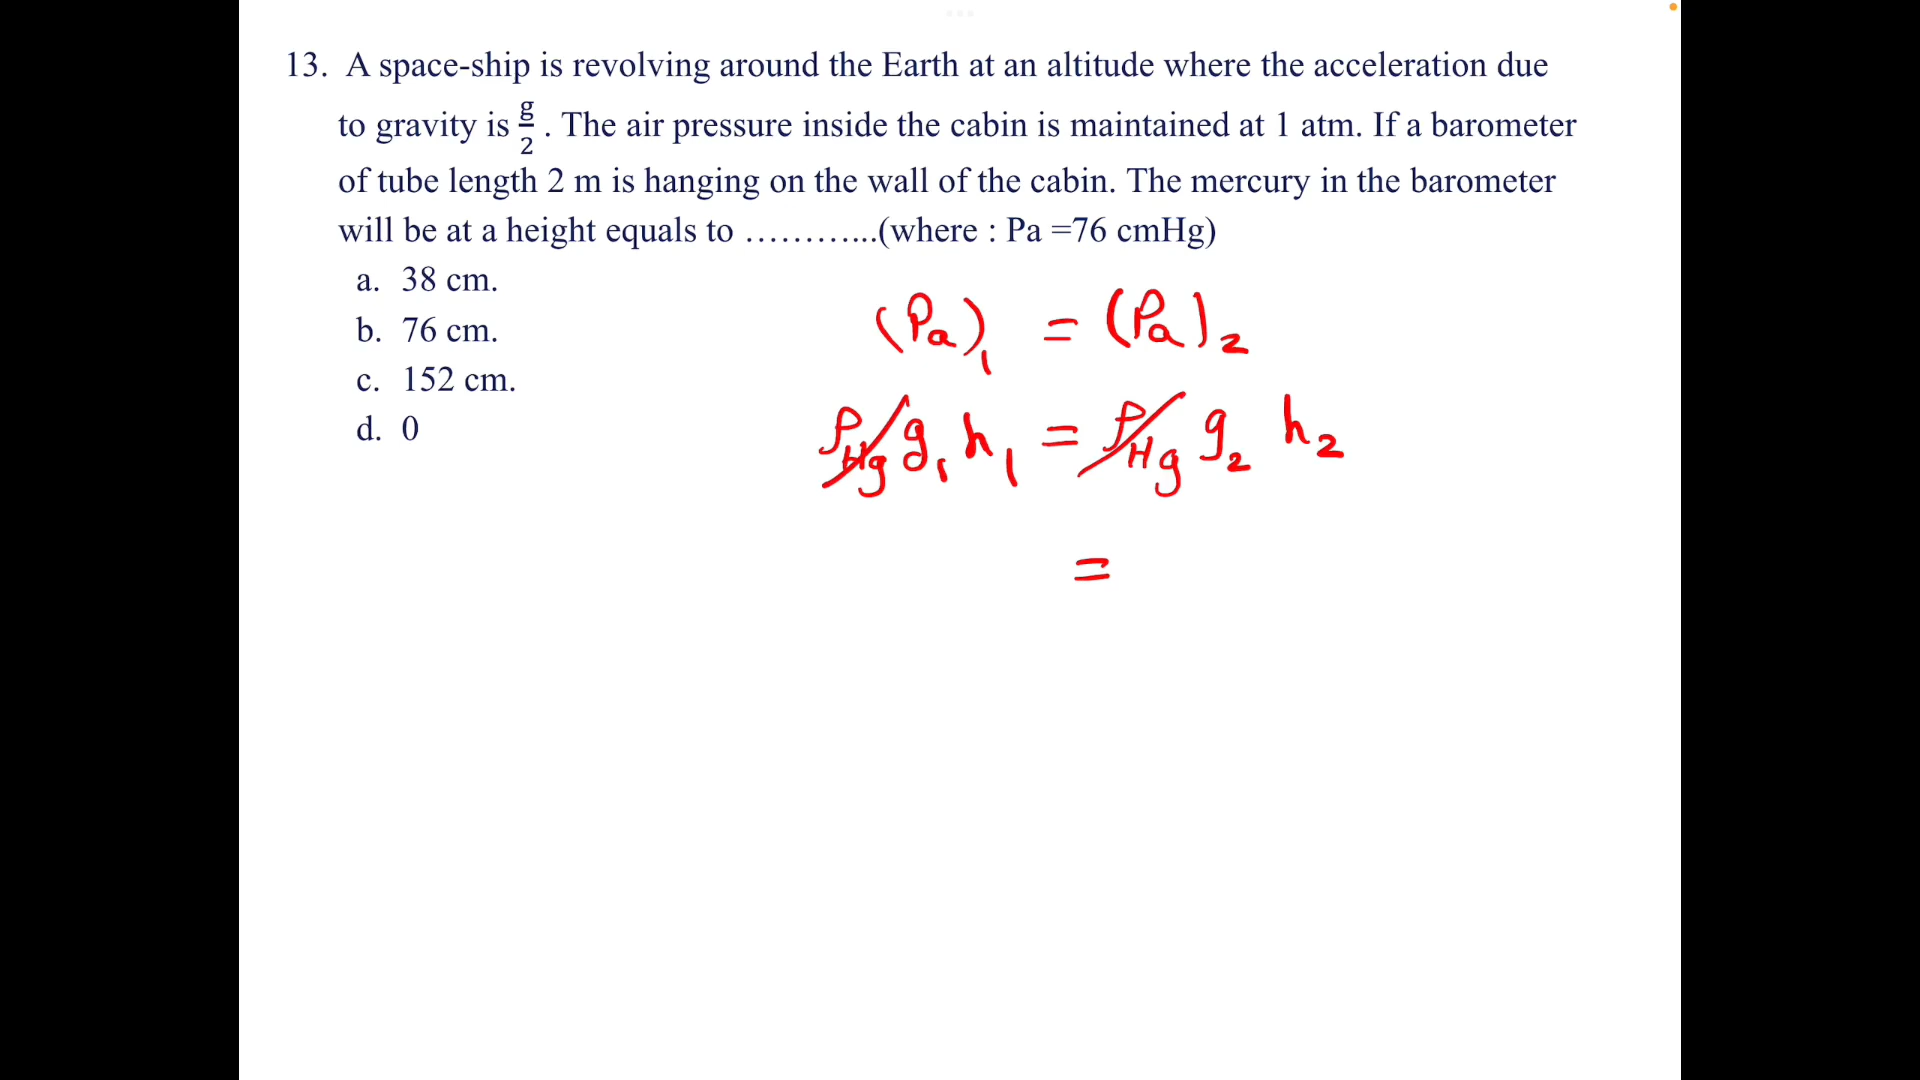 13. A space-ship is revolving around the Earth at an altitude where the acceleration due
to gravity is g/2 . The air pressure inside the cabin is maintained at 1 atm. If a barometer
of tube length 2 m is hanging on the wall of the cabin. The mercury in the barometer
will be at a height equals to ………...(where : Pa =76 cmHg)
a. 38 cm.
b. 76 cm.
c. 152 cm.
d. 0
(Pa)₁ = (Pa)₂
ρHg g₁ h₁ = ρHg g₂ h₂
=